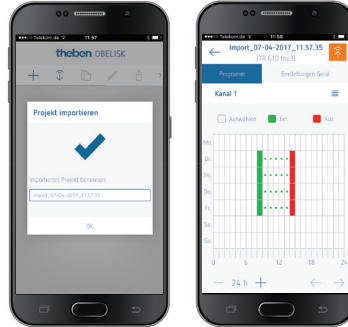 Telekom.de 11:57
theben OBELISK
Projekt importieren
Importiertes Projekt benennen
Import_07-04-2017_11.57.35
OK
Telekom.de 11:58
Import_07-04-2017_11.57.35
(TR 610 top3)
Programm Einstellungen Gerät
Kanal 1
Auswählen Ein Aus
Mo.
Di.
Mi.
Do.
Fr.
Sa.
So.
0 6 12 18 24
24 h